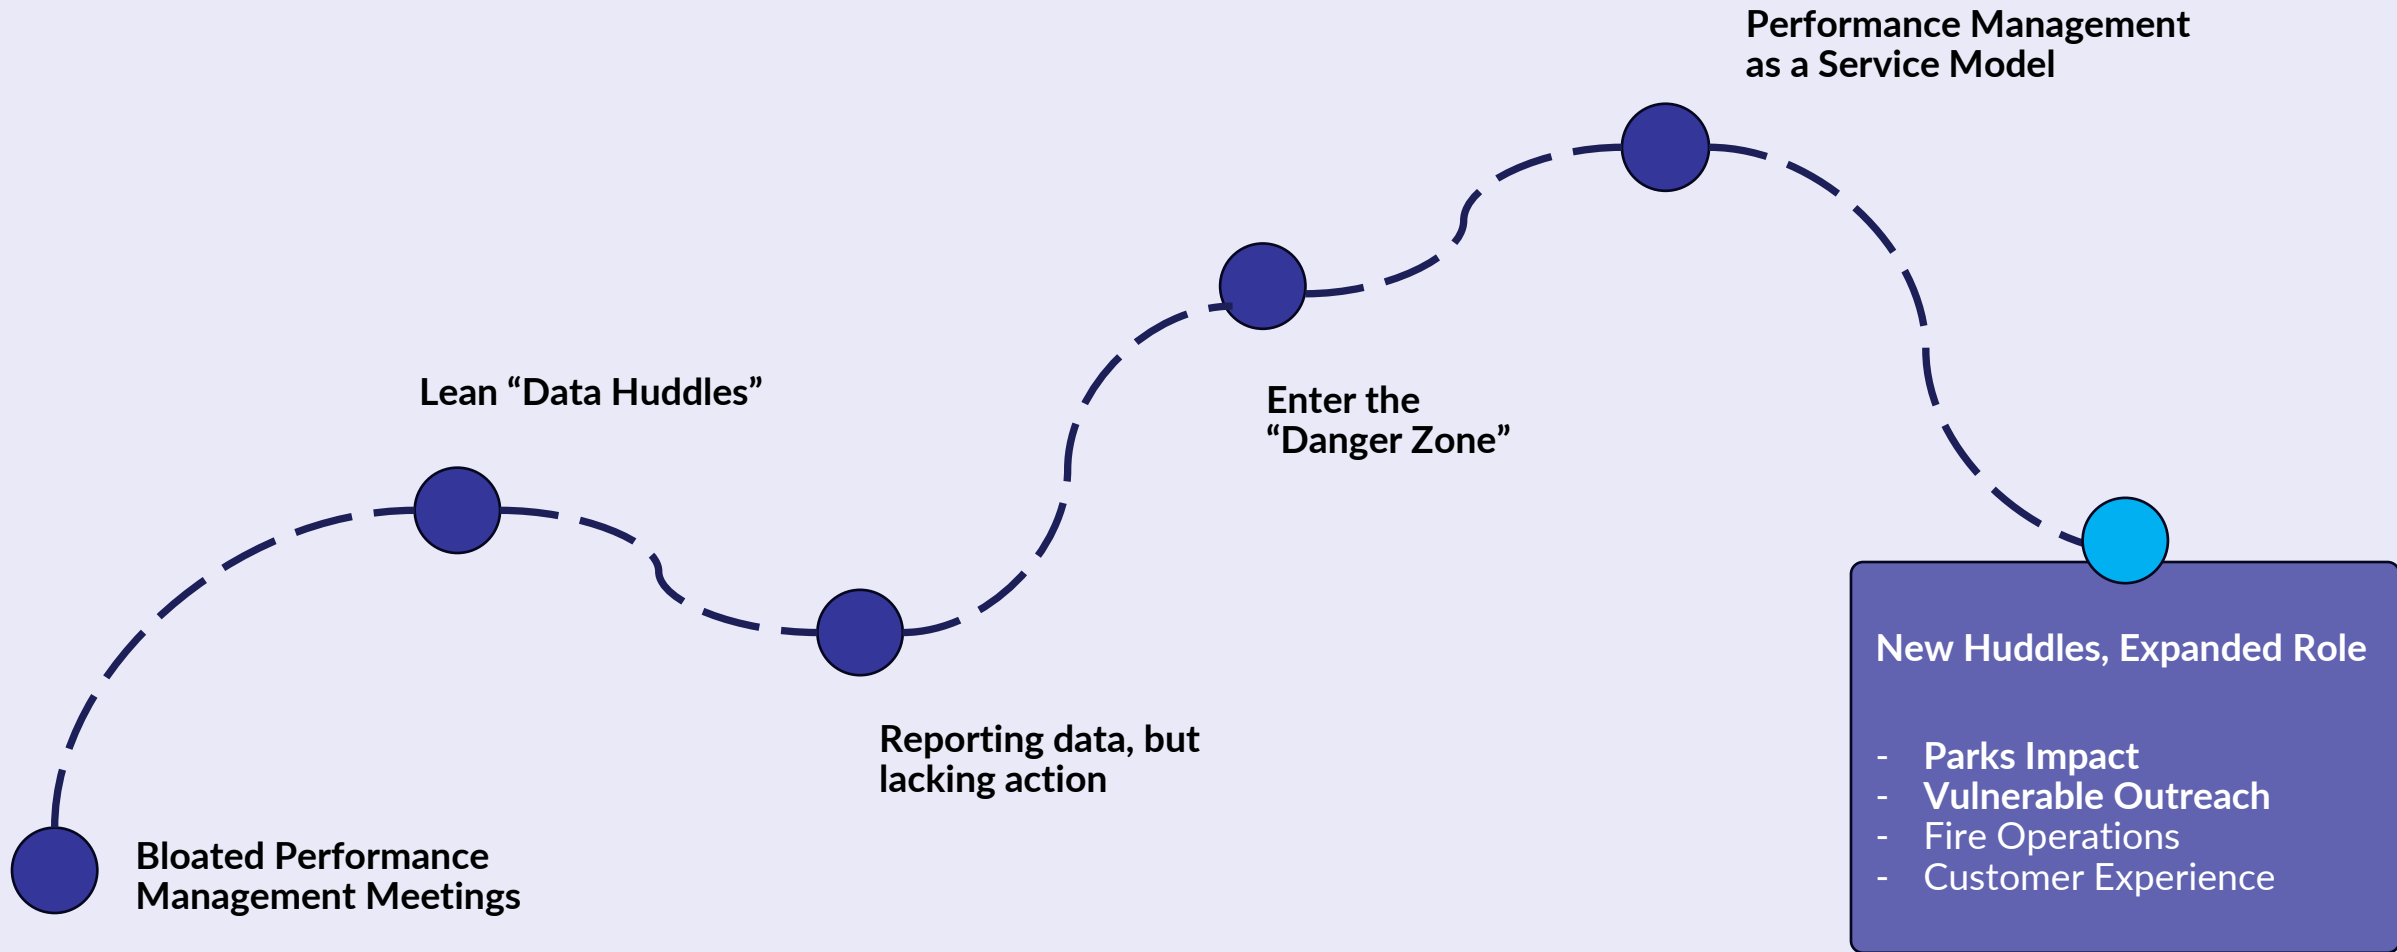 Performance Management
as a Service Model
Lean “Data Huddles”
Enter the
“Danger Zone”
Reporting data, but
lacking action
Bloated Performance
Management Meetings
New Huddles, Expanded Role
- Parks Impact
- Vulnerable Outreach
- Fire Operations
- Customer Experience